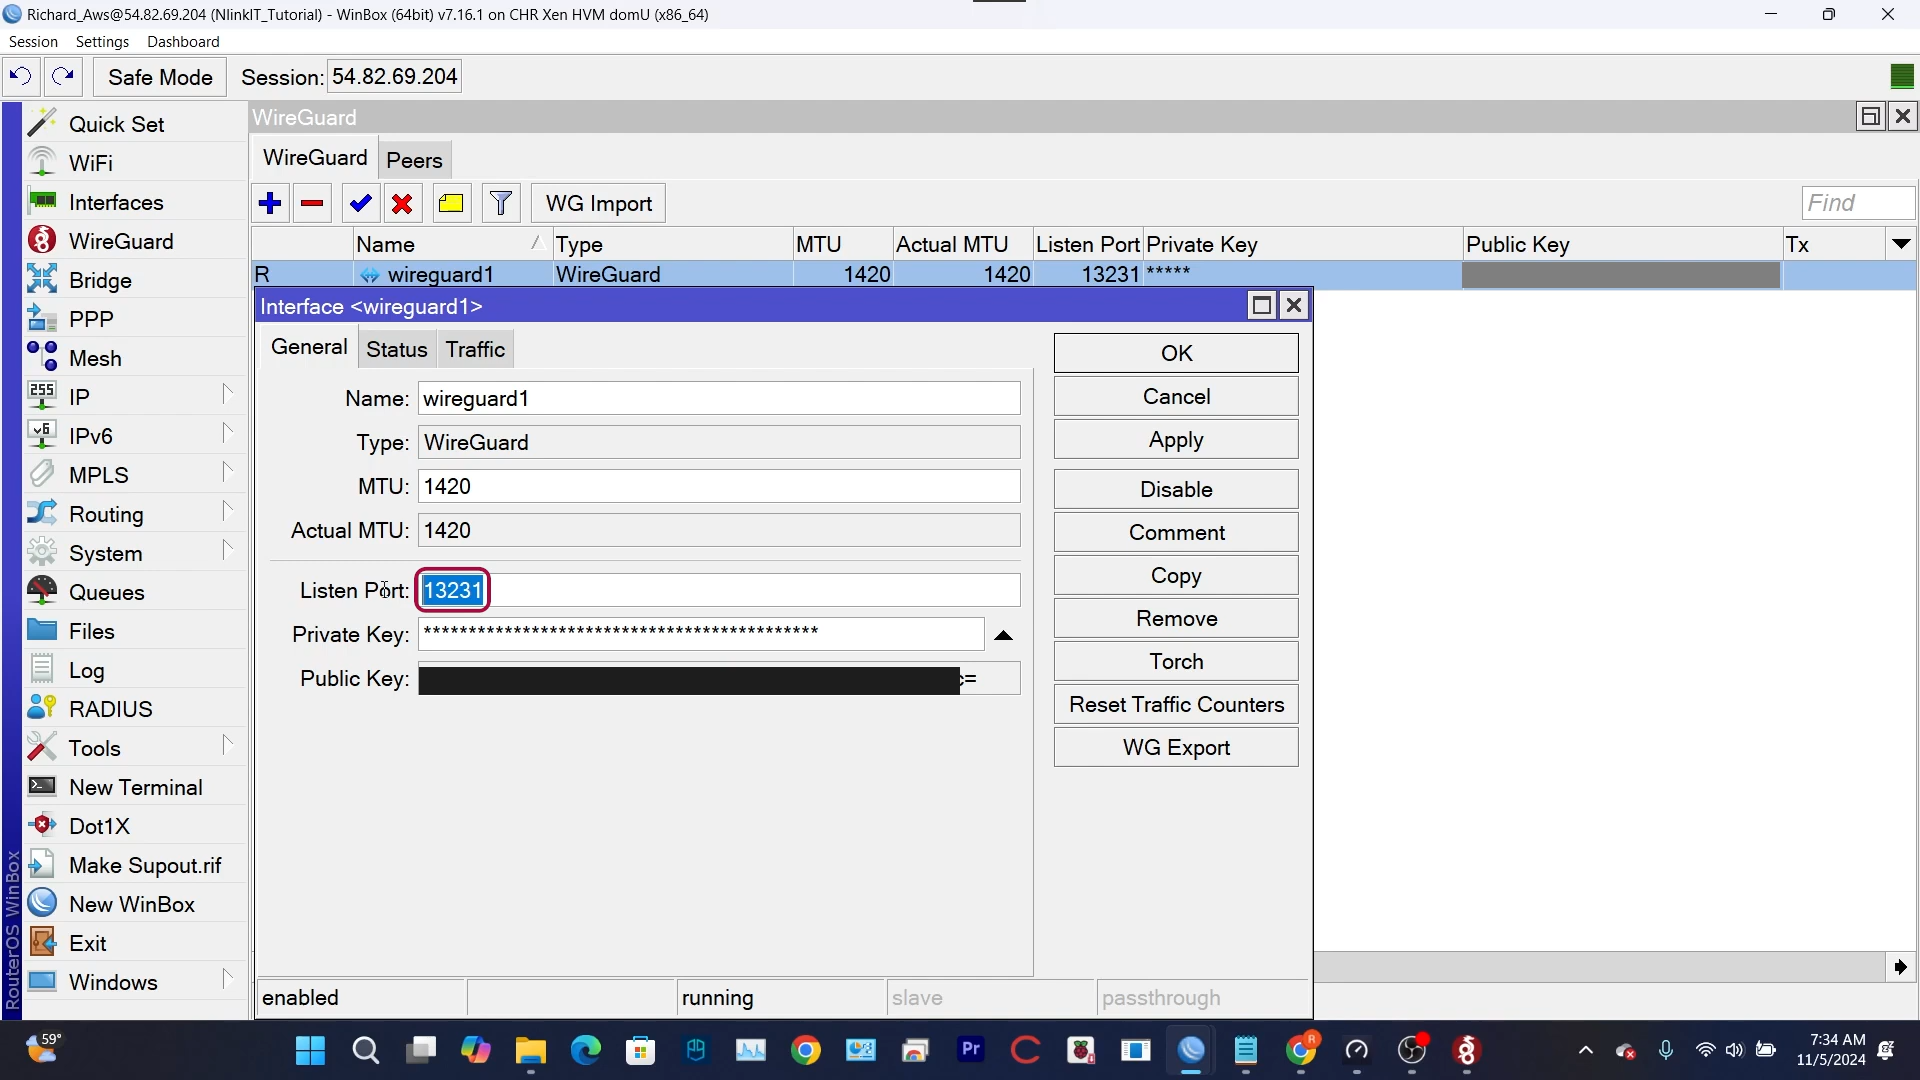 Richard_Aws@54.82.69.204 (NlinkIT_Tutorial) - WinBox (64bit) v7.16.1 on CHR Xen HVM domU (x86_64)
Session Settings Dashboard
Safe Mode Session: 54.82.69.204
Quick Set
WiFi
Interfaces
WireGuard
Bridge
PPP
Mesh
255 IP
v6 IPv6
MPLS
Routing
System
Queues
Files
Log
RADIUS
Tools
New Terminal
Dot1X
Make Supout.rif
New WinBox
Exit
Windows
RouterOS WinBox
WireGuard
WireGuard Peers
WG Import Find
Name Type MTU Actual MTU Listen Port Private Key Public Key Tx
R wireguard1 WireGuard 1420 1420 13231 *****
Interface <wireguard1>
General Status Traffic
Name: wireguard1
Type: WireGuard
MTU: 1420
Actual MTU: 1420
Listen Port: 13231
Private Key: ********************************************
Public Key: =
OK
Cancel
Apply
Disable
Comment
Copy
Remove
Torch
Reset Traffic Counters
WG Export
enabled running slave passthrough
59°
Pr
R
7:34 AM
11/5/2024